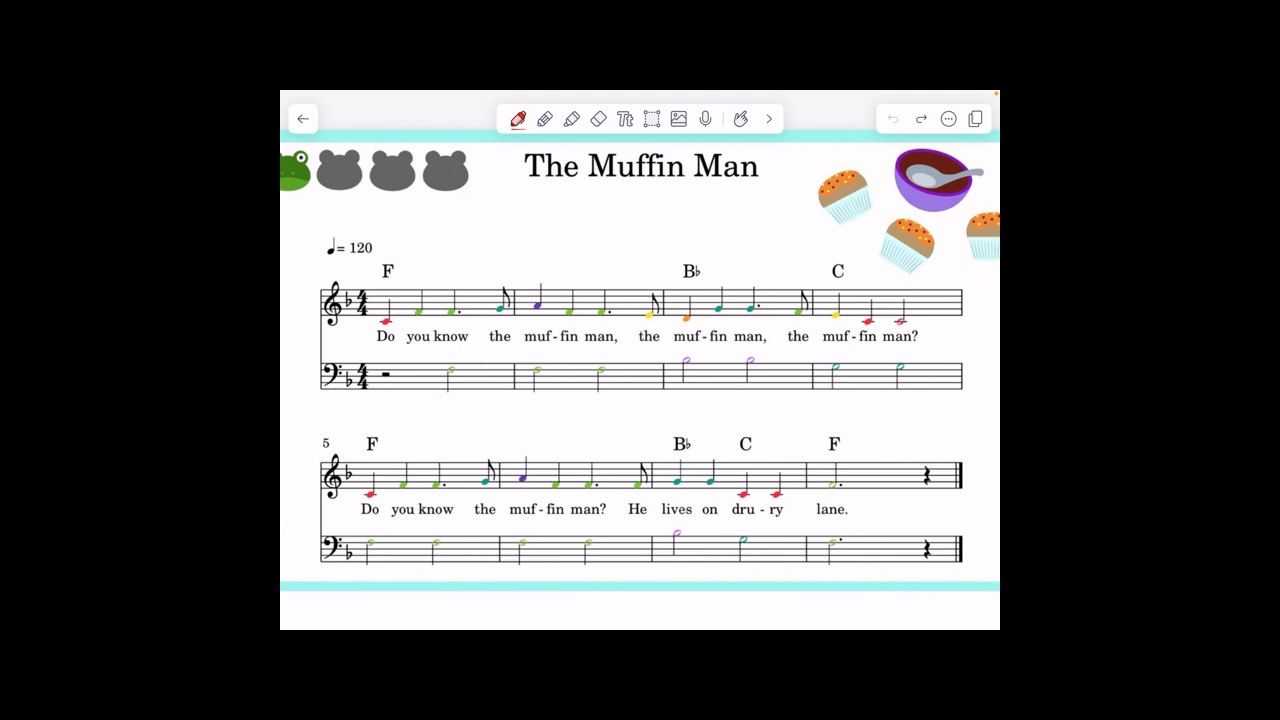 Tt
The Muffin Man
= 120
F B♭ C
Do you know the muf - fin man, the muf - fin man, the muf - fin man?
5
F B♭ C F
Do you know the muf - fin man? He lives on dru - ry lane.